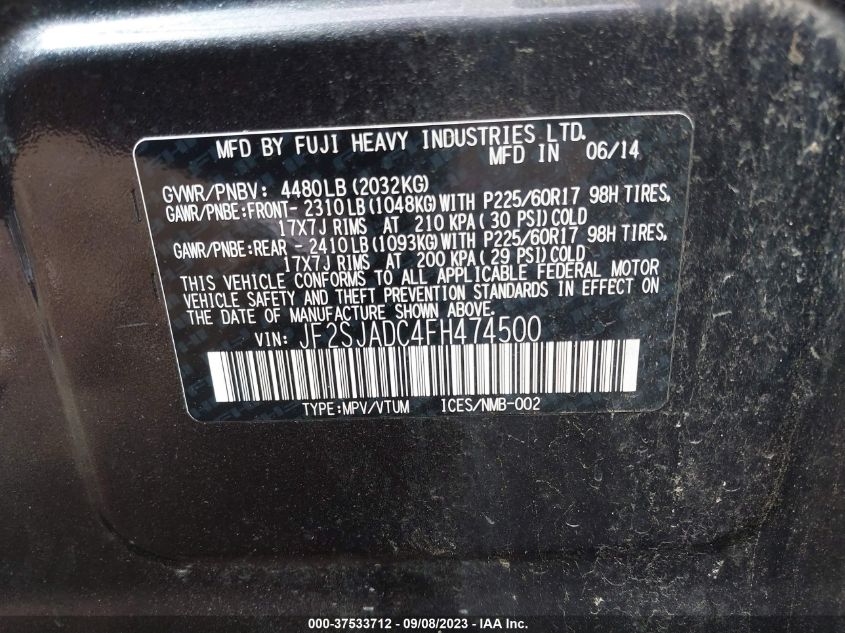 MFD BY FUJI HEAVY INDUSTRIES LTD.
MFD IN 06/14
GVWR/PNBV: 4480LB(2032KG)
GAWR/PNBE:FRONT- 2310LB(1048KG)WITH P225/60R17 98H TIRES,
17X7J RIMS AT 210 KPA( 30 PSI)COLD
GAWR/PNBE:REAR - 2410LB(1093KG)WITH P225/60R17 98H TIRES,
17X7J RIMS AT 200 KPA( 29 PSI)COLD
THIS VEHICLE CONFORMS TO ALL APPLICABLE FEDERAL MOTOR
VEHICLE SAFETY AND THEFT PREVENTION STANDARDS IN EFFECT ON
THE DATE OF MANUFACTURE SHOWN ABOVE.
VIN: JF2SJADC4FH474500
TYPE:MPV/VTUM ICES/NMB-002
000-37533712 - 09/08/2023 - © IAA Inc.